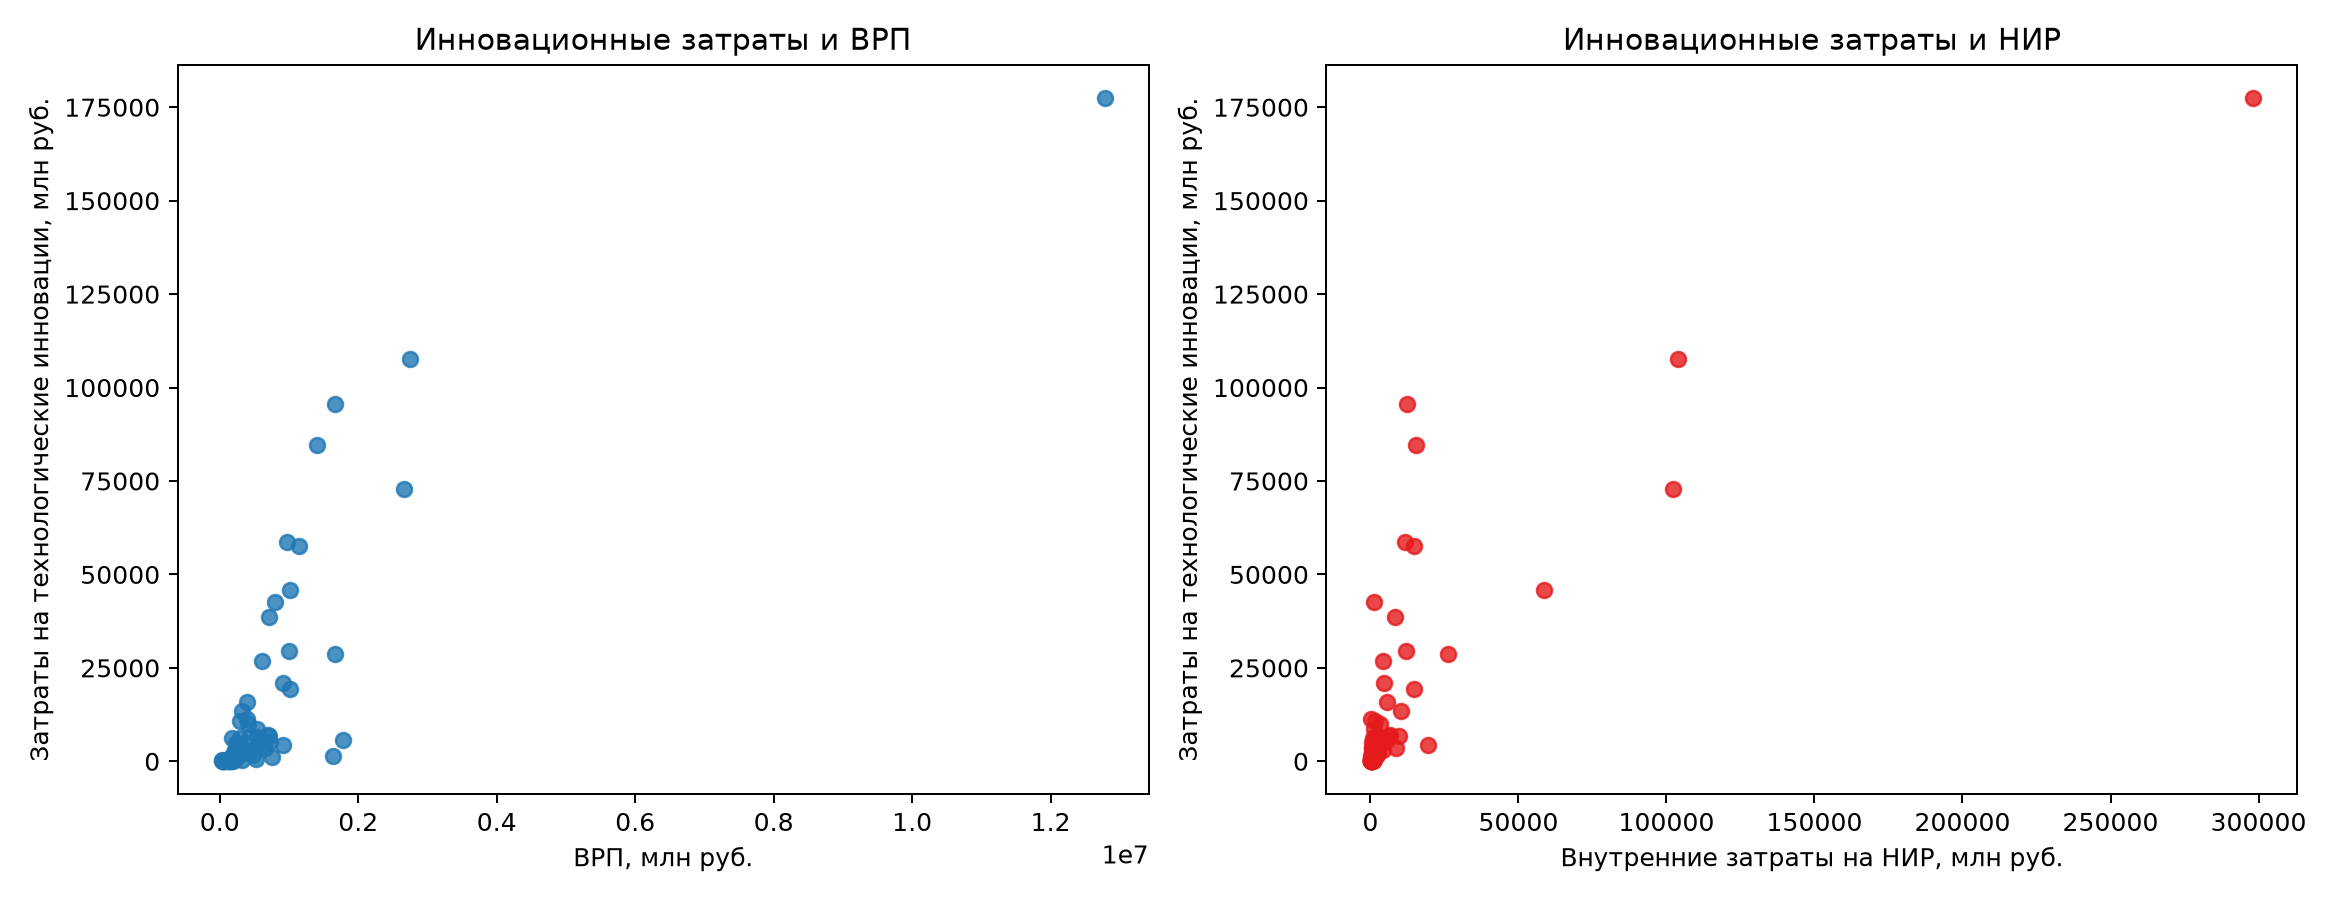 Инновационные затраты и ВРП
Затраты на технологические инновации, млн руб.
175000
150000
125000
100000
75000
50000
25000
0
0.0 0.2 0.4 0.6 0.8 1.0 1.2
1e7
ВРП, млн руб.
Инновационные затраты и НИР
Затраты на технологические инновации, млн руб.
175000
150000
125000
100000
75000
50000
25000
0
0 50000 100000 150000 200000 250000 300000
Внутренние затраты на НИР, млн руб.